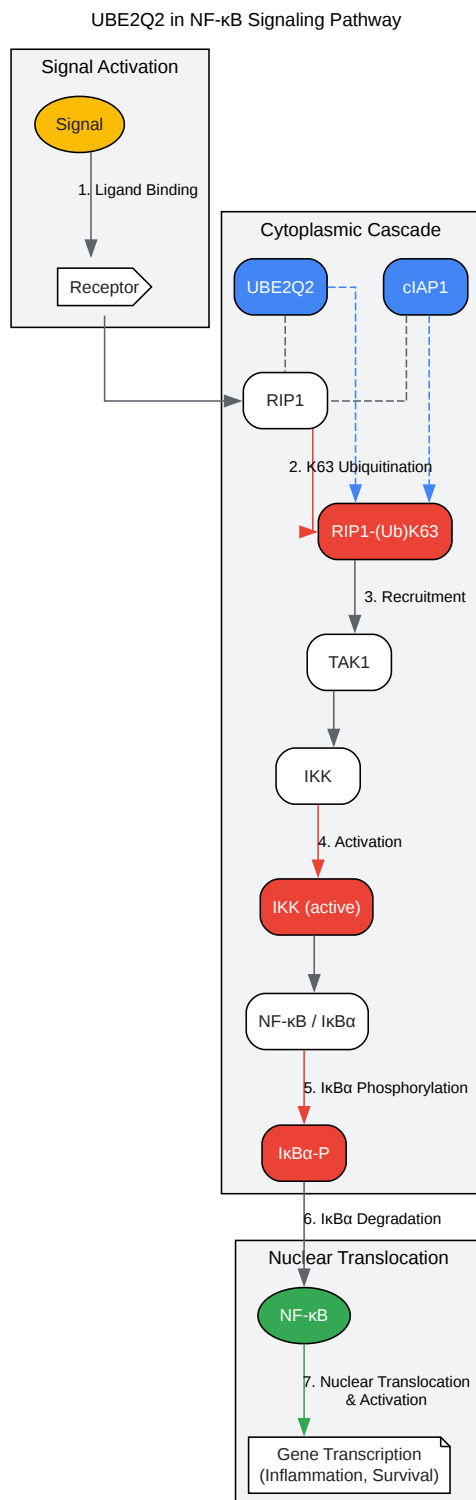 UBE2Q2 in NF-κB Signaling Pathway
Signal Activation
Signal
1. Ligand Binding
Receptor
Cytoplasmic Cascade
UBE2Q2
cIAP1
RIP1
2. K63 Ubiquitination
RIP1-(Ub)K63
3. Recruitment
TAK1
IKK
4. Activation
IKK (active)
NF-κB / IκBα
5. IκBα Phosphorylation
IκBα-P
6. IκBα Degradation
Nuclear Translocation
NF-κB
7. Nuclear Translocation
& Activation
Gene Transcription
(Inflammation, Survival)